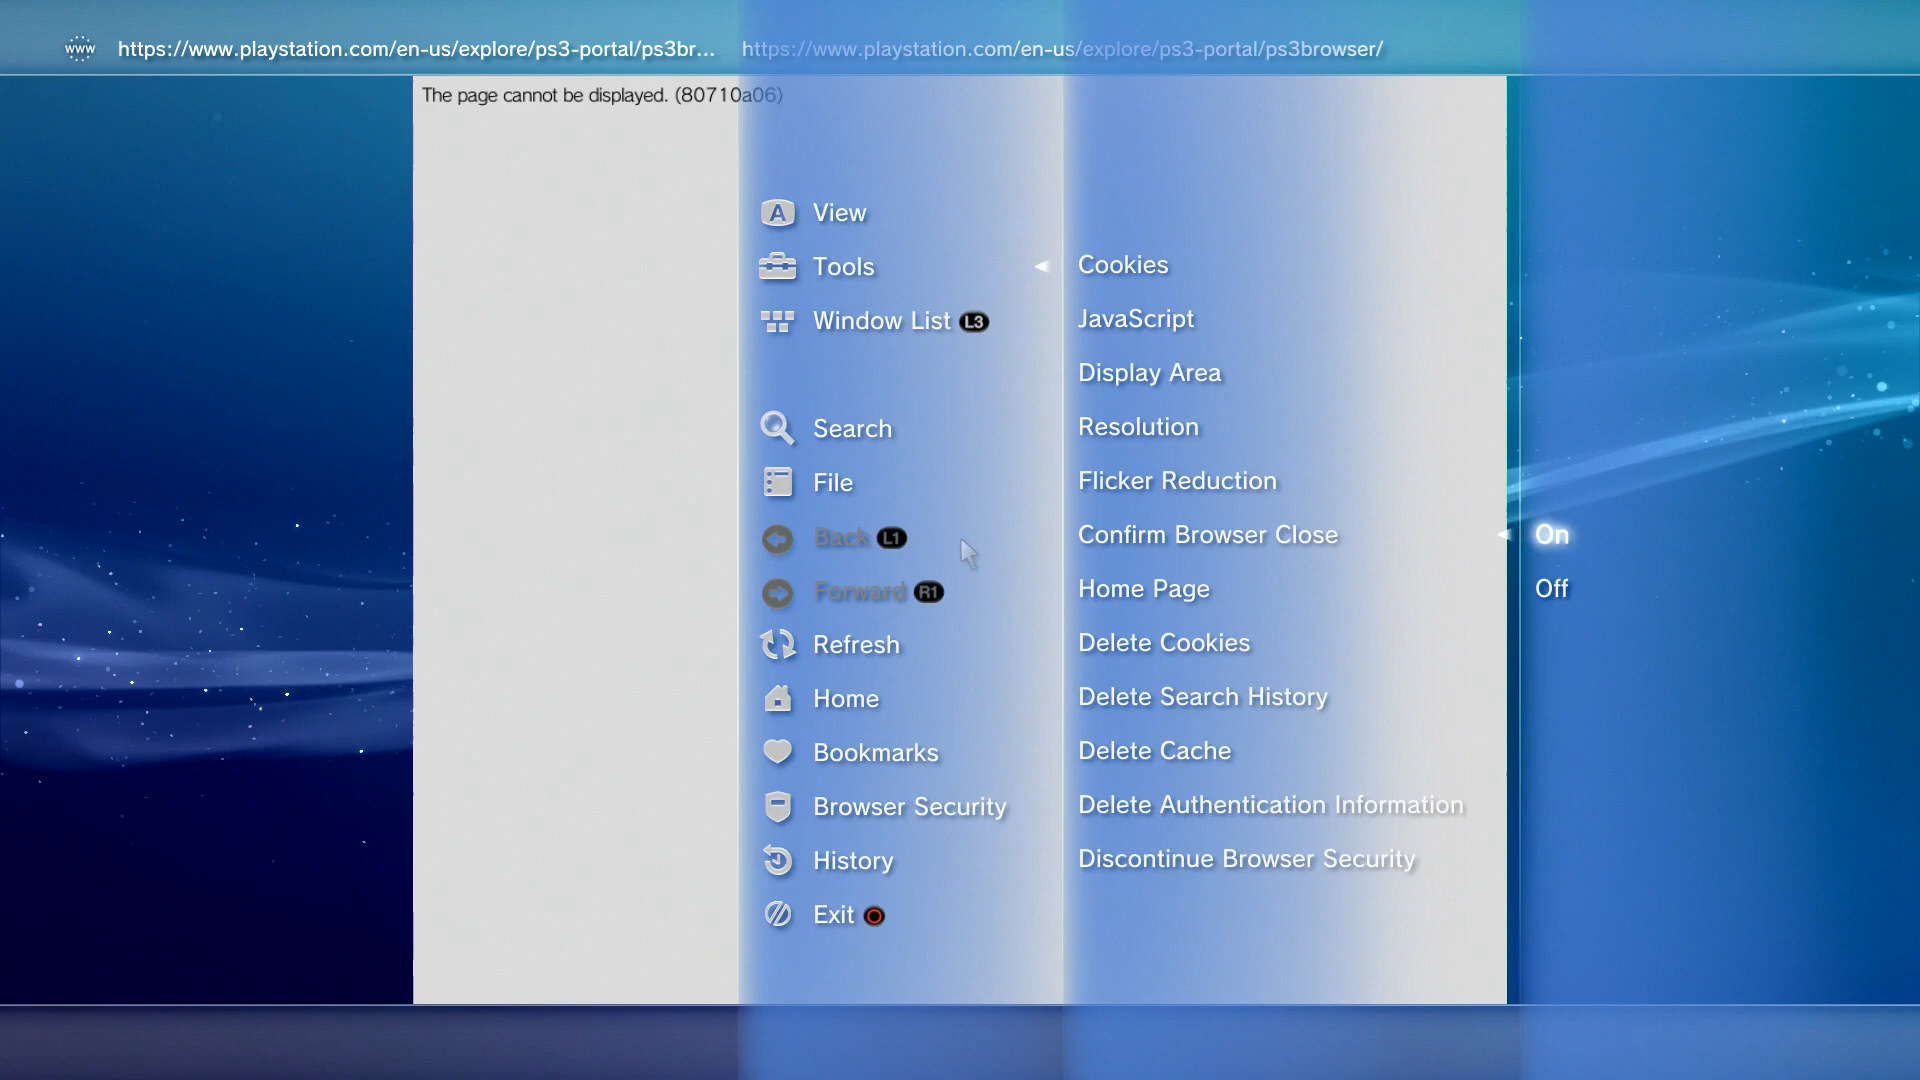 www https://www.playstation.com/en-us/explore/ps3-portal/ps3br... https://www.playstation.com/en-us/explore/ps3-portal/ps3browser/
The page cannot be displayed. (80710a06)
A View
Tools
Window List L3
Search
File
Back L1
Forward R1
Refresh
Home
Bookmarks
Browser Security
History
Exit
Cookies
JavaScript
Display Area
Resolution
Flicker Reduction
Confirm Browser Close
Home Page
Delete Cookies
Delete Search History
Delete Cache
Delete Authentication Information
Discontinue Browser Security
On
Off